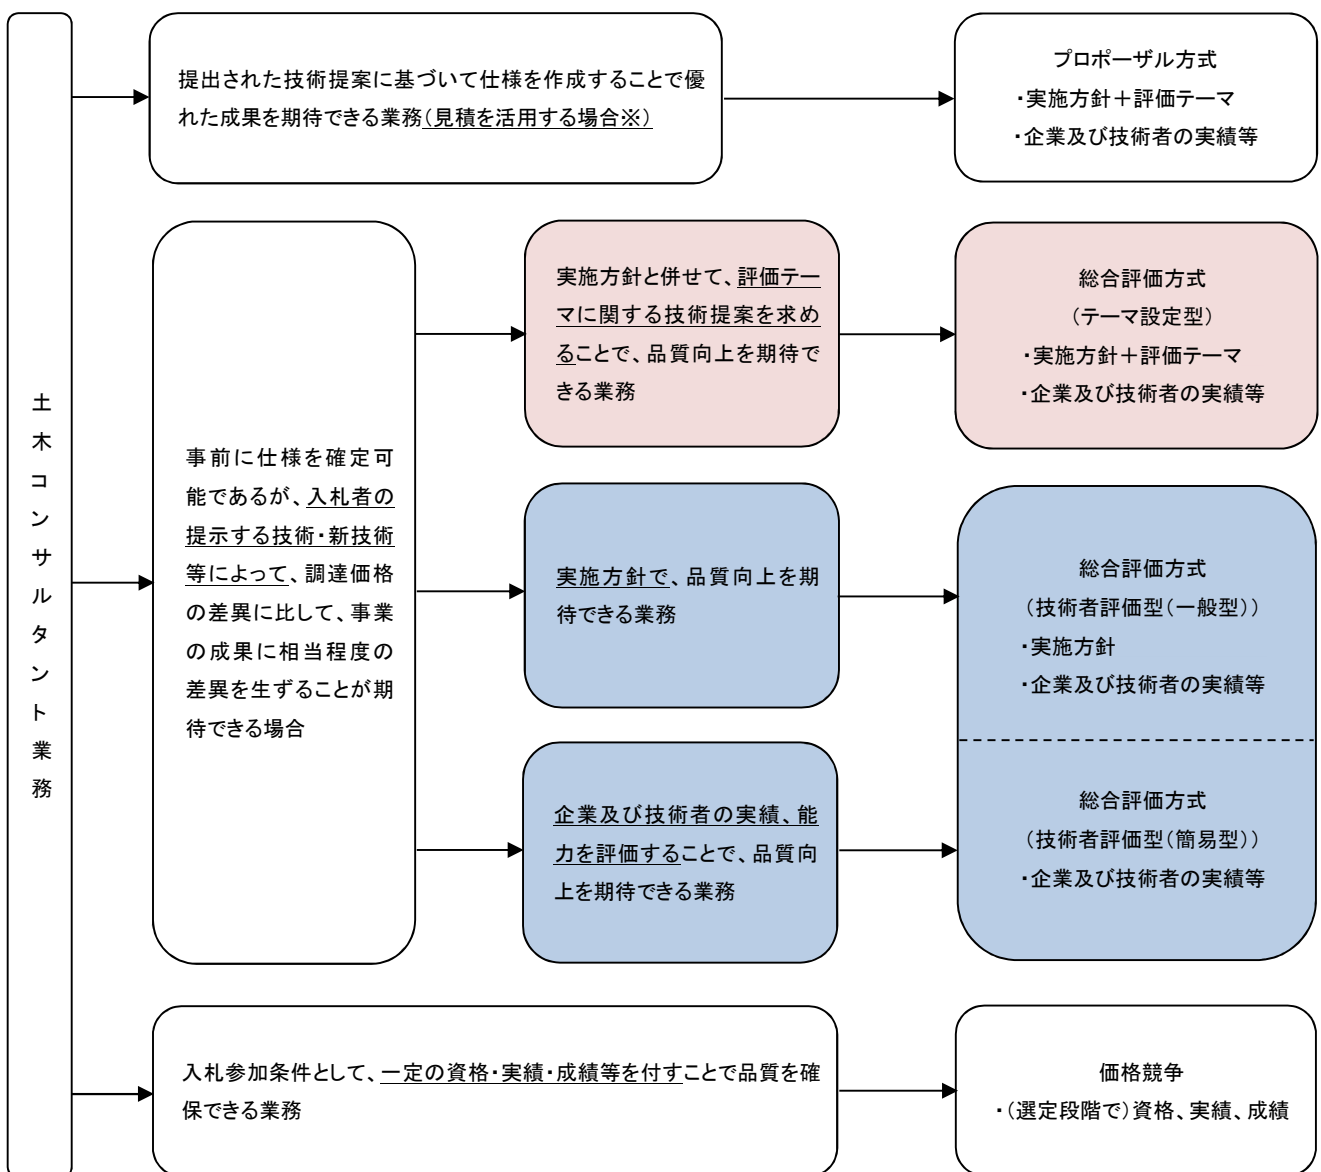 土木コンサルタント業務
提出された技術提案に基づいて仕様を作成することで優
れた成果を期待できる業務(見積を活用する場合※)
プロポーザル方式
・実施方針＋評価テーマ
・企業及び技術者の実績等
事前に仕様を確定可
能であるが、入札者の
提示する技術・新技術
等によって、調達価格
の差異に比して、事業
の成果に相当程度の
差異を生ずることが期
待できる場合
実施方針と併せて、評価テー
マに関する技術提案を求め
ることで、品質向上を期待で
きる業務
総合評価方式
(テーマ設定型)
・実施方針＋評価テーマ
・企業及び技術者の実績等
実施方針で、品質向上を期
待できる業務
総合評価方式
(技術者評価型(一般型))
・実施方針
・企業及び技術者の実績等
企業及び技術者の実績、能
力を評価することで、品質向
上を期待できる業務
総合評価方式
(技術者評価型(簡易型))
・企業及び技術者の実績等
入札参加条件として、一定の資格・実績・成績等を付すことで品質を確
保できる業務
価格競争
・(選定段階で)資格、実績、成績